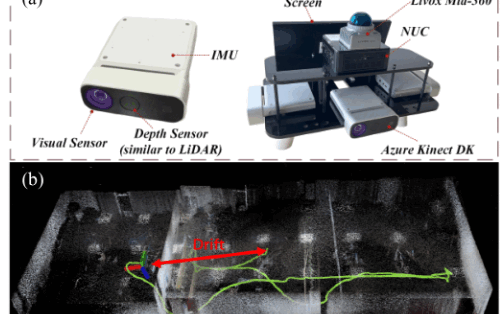 (a)
Screen
Livox Mid-360
NUC
IMU
Visual Sensor
Depth Sensor
(similar to LiDAR)
Azure Kinect DK
(b)
Drift